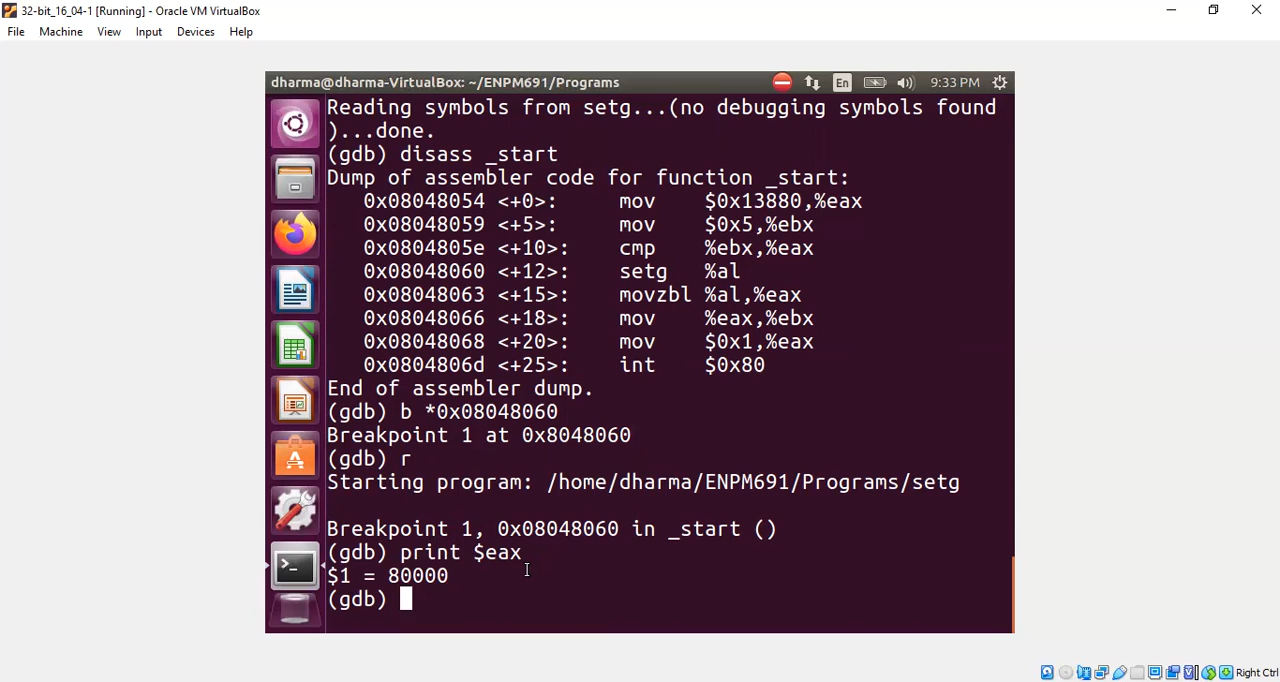 32-bit_16_04-1 [Running] - Oracle VM VirtualBox
File Machine View Input Devices Help
dharma@dharma-VirtualBox: ~/ENPM691/Programs En 9:33 PM
Reading symbols from setg...(no debugging symbols found
)...done.
(gdb) disass _start
Dump of assembler code for function _start:
0x08048054 <+0>: mov $0x13880,%eax
0x08048059 <+5>: mov $0x5,%ebx
0x0804805e <+10>: cmp %ebx,%eax
0x08048060 <+12>: setg %al
0x08048063 <+15>: movzbl %al,%eax
0x08048066 <+18>: mov %eax,%ebx
0x08048068 <+20>: mov $0x1,%eax
0x0804806d <+25>: int $0x80
End of assembler dump.
(gdb) b *0x08048060
Breakpoint 1 at 0x8048060
(gdb) r
Starting program: /home/dharma/ENPM691/Programs/setg
Breakpoint 1, 0x08048060 in _start ()
(gdb) print $eax
$1 = 80000
(gdb)
Right Ctrl